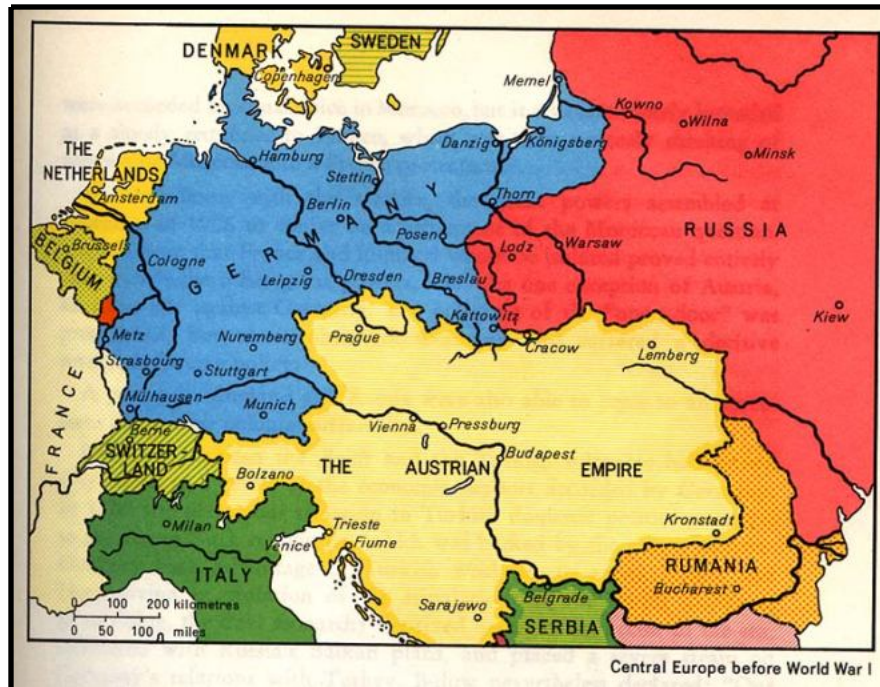 DENMARK
SWEDEN
Copenhagen
Memel
Kowno
Wilna
Minsk
Danzig
Königsberg
THE
NETHERLANDS
Hamburg
Stettin
Amsterdam
Berlin
Thorn
GERMANY
RUSSIA
Posen
Warsaw
Lodz
BELGIUM
Brussels
Cologne
Leipzig
Dresden
Breslau
Kiew
Kattowitz
Metz
Nuremberg
Prague
Cracow
Lemberg
Strasbourg
Stuttgart
FRANCE
Mülhausen
Munich
Vienna
Pressburg
Berne
SWITZER-
LAND
Budapest
THE AUSTRIAN EMPIRE
Bolzano
Milan
Venice
Trieste
Fiume
Kronstadt
ITALY
RUMANIA
Bucharest
Sarajewo
Belgrade
SERBIA
0 100 200 kilometres
0 50 100 miles
Central Europe before World War I